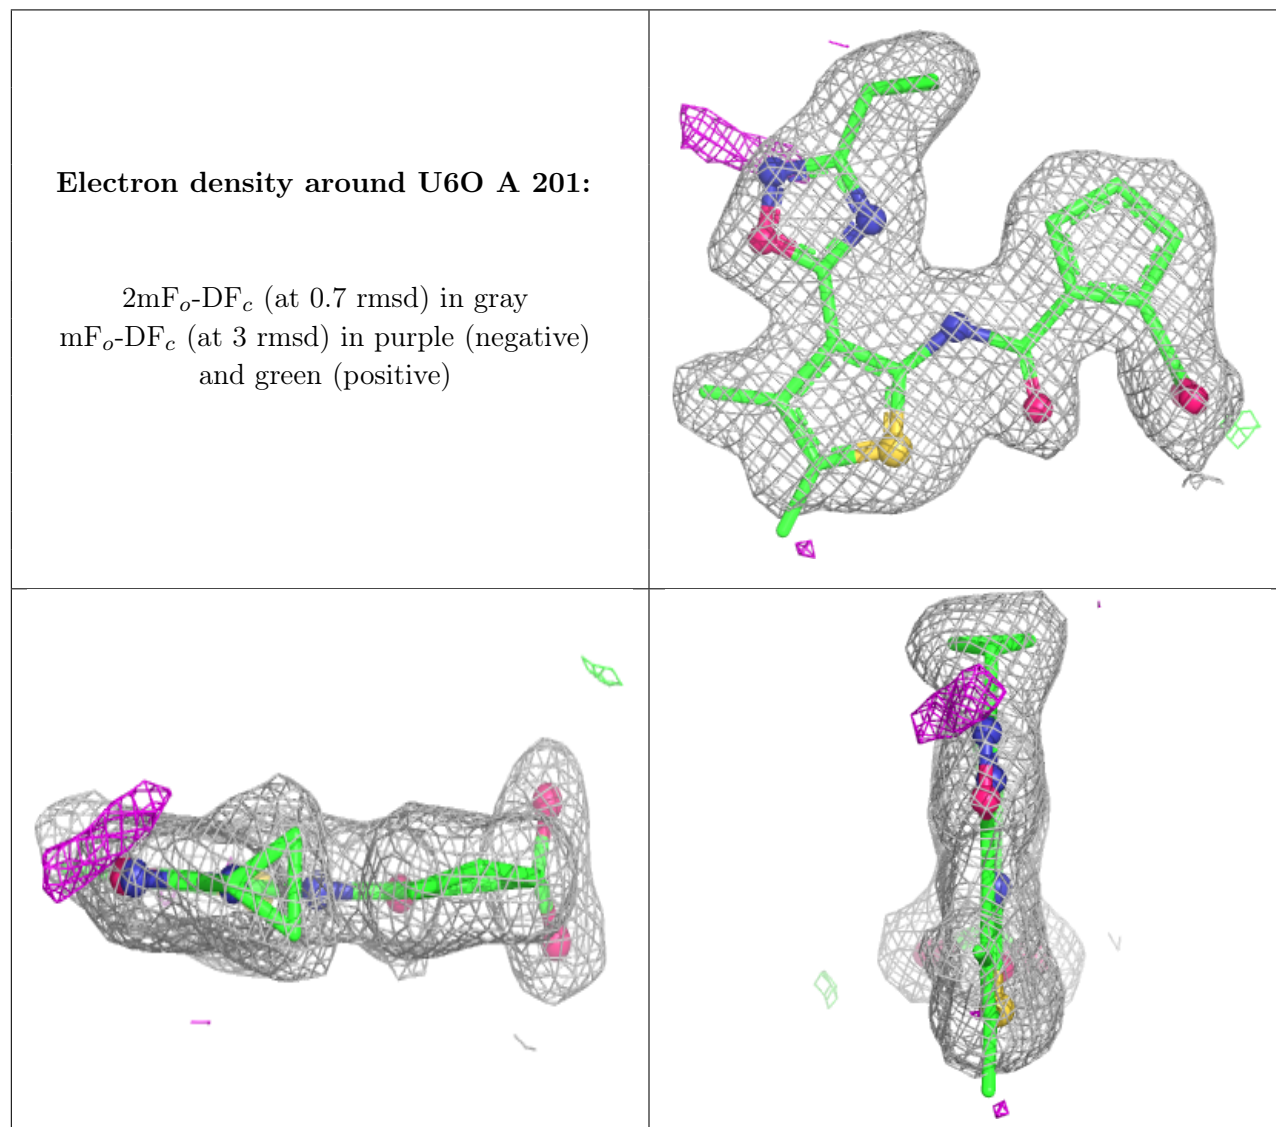 Electron density around U6O A 201:
2mFo-DFc (at 0.7 rmsd) in gray
mFo-DFc (at 3 rmsd) in purple (negative)
and green (positive)